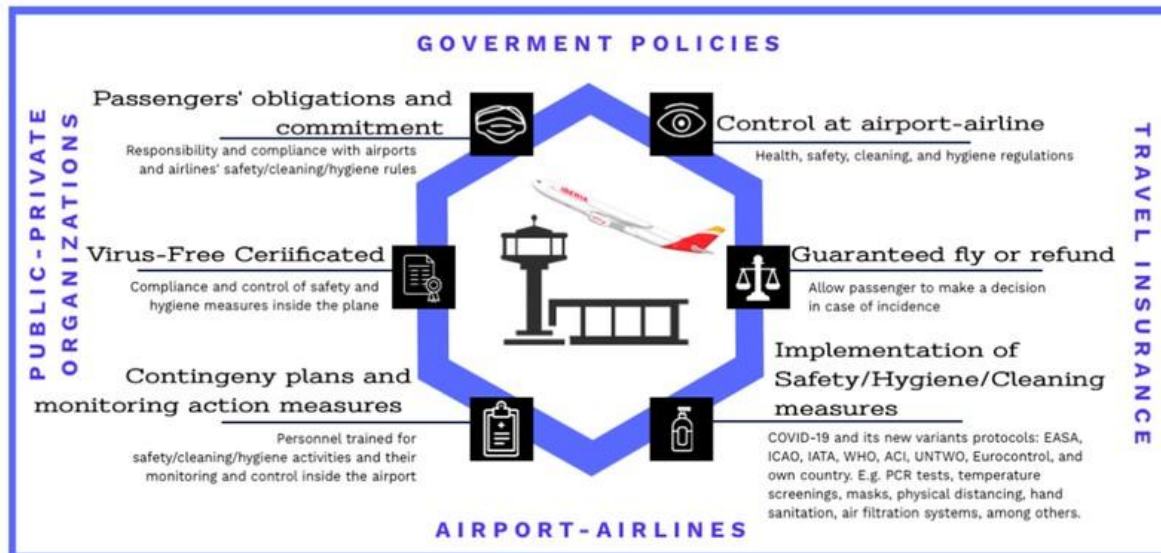 GOVERMENT POLICIES
PUBLIC-PRIVATE
ORGANIZATIONS
Passengers' obligations and
commitment
Responsibility and compliance with airports
and airlines' safety/cleaning/hygiene rules
Control at airport-airline
Health, safety, cleaning, and hygiene regulations
TRAVEL INSURANCE
IBERIA
Virus-Free Ceriificated
Compliance and control of safety and
hygiene measures inside the plane
Guaranteed fly or refund
Allow passenger to make a decision
in case of incidence
Contingeny plans and
monitoring action measures
Personnel trained for
safety/cleaning/hygiene activities and their
monitoring and control inside the airport
Implementation of
Safety/Hygiene/Cleaning
measures
COVID-19 and its new variants protocols: EASA,
ICAO, IATA, WHO, ACI, UNTWO, Eurocontrol, and
own country. E.g. PCR tests, temperature
screenings, masks, physical distancing, hand
sanitation, air filtration systems, among others.
AIRPORT-AIRLINES